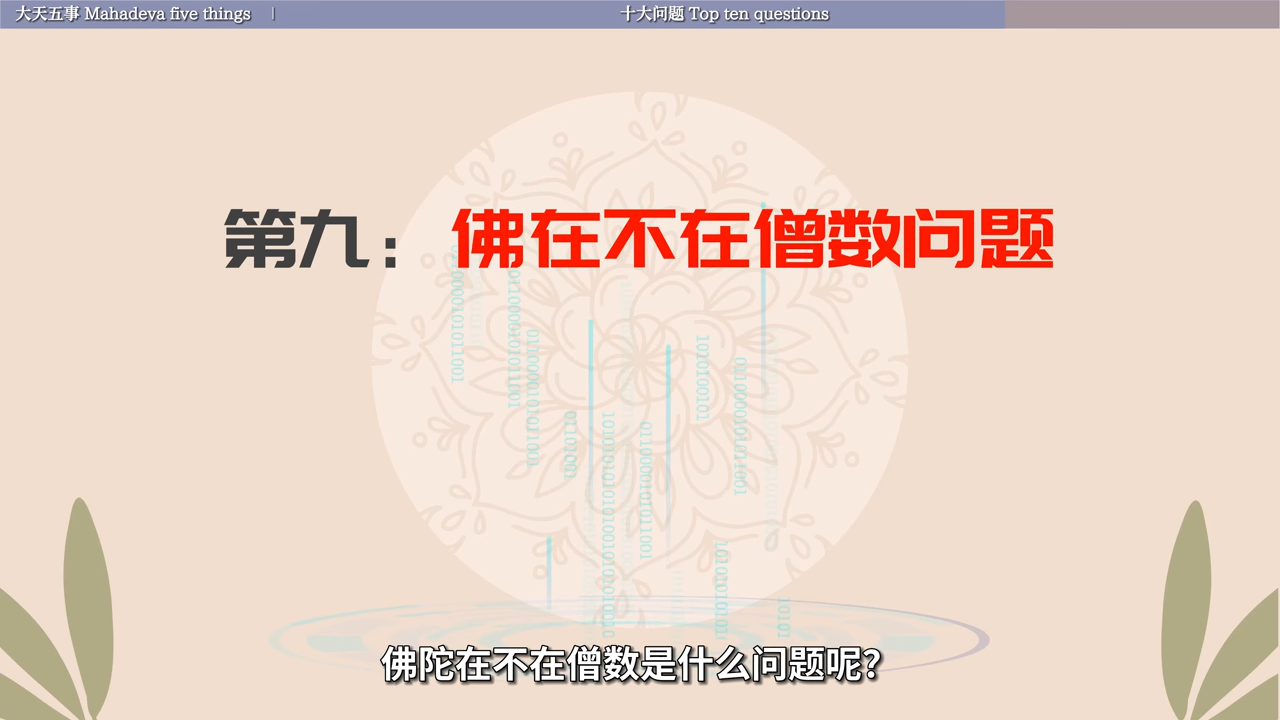 大天五事 Mahadeva five things | 十大问题 Top ten questions
第九：佛在不在僧数问题
佛陀在不在僧数是什么问题呢?